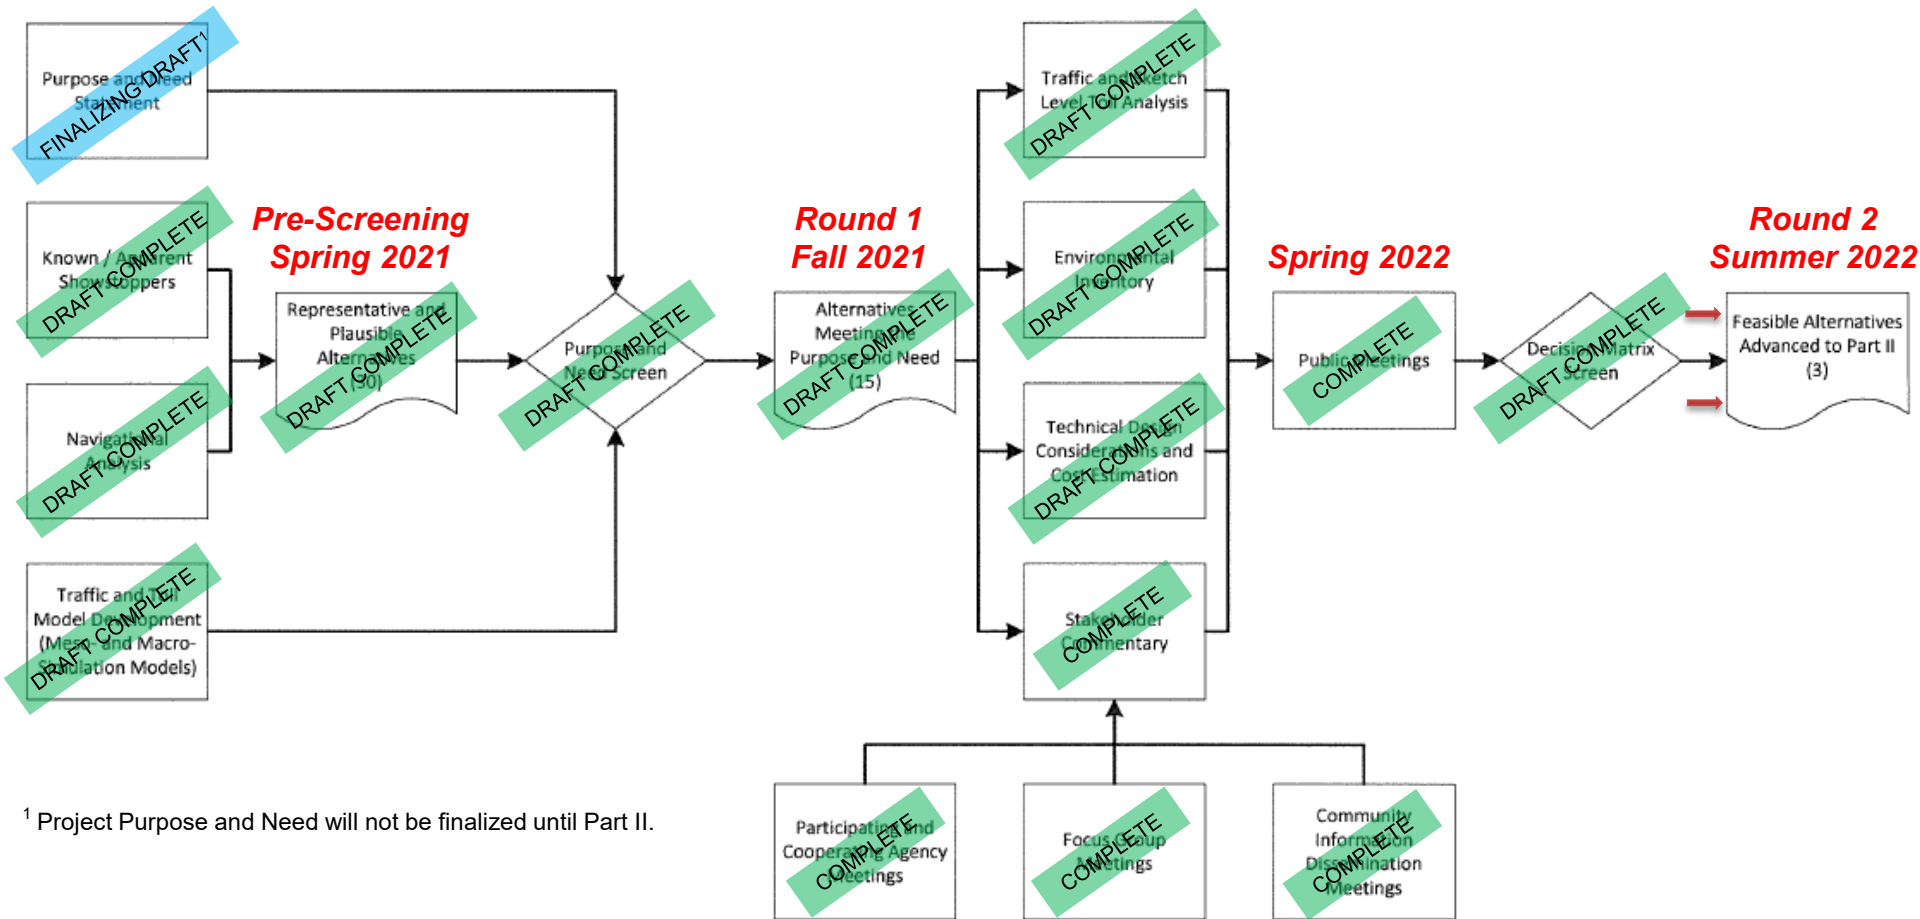 Purpose and Need
Statement
FINALIZING DRAFT¹
Known / Apparent
Showstoppers
DRAFT COMPLETE
Navigational
Analysis
DRAFT COMPLETE
Traffic and Toll
Model Development
(Meso- and Macro-
Simulation Models)
DRAFT COMPLETE
Pre-Screening
Spring 2021
Representative and
Plausible
Alternatives
(30)
DRAFT COMPLETE
Purpose and
Need Screen
DRAFT COMPLETE
Round 1
Fall 2021
Alternatives
Meeting the
Purpose and Need
(15)
DRAFT COMPLETE
Traffic and Sketch
Level Toll Analysis
DRAFT COMPLETE
Environmental
Inventory
DRAFT COMPLETE
Technical Design
Considerations and
Cost Estimation
DRAFT COMPLETE
Stakeholder
Commentary
COMPLETE
Participating and
Cooperating Agency
Meetings
COMPLETE
Focus Group
Meetings
COMPLETE
Community
Information
Dissemination
Meetings
COMPLETE
Spring 2022
Public Meetings
COMPLETE
Decision Matrix
Screen
DRAFT COMPLETE
Round 2
Summer 2022
Feasible Alternatives
Advanced to Part II
(3)
¹ Project Purpose and Need will not be finalized until Part II.